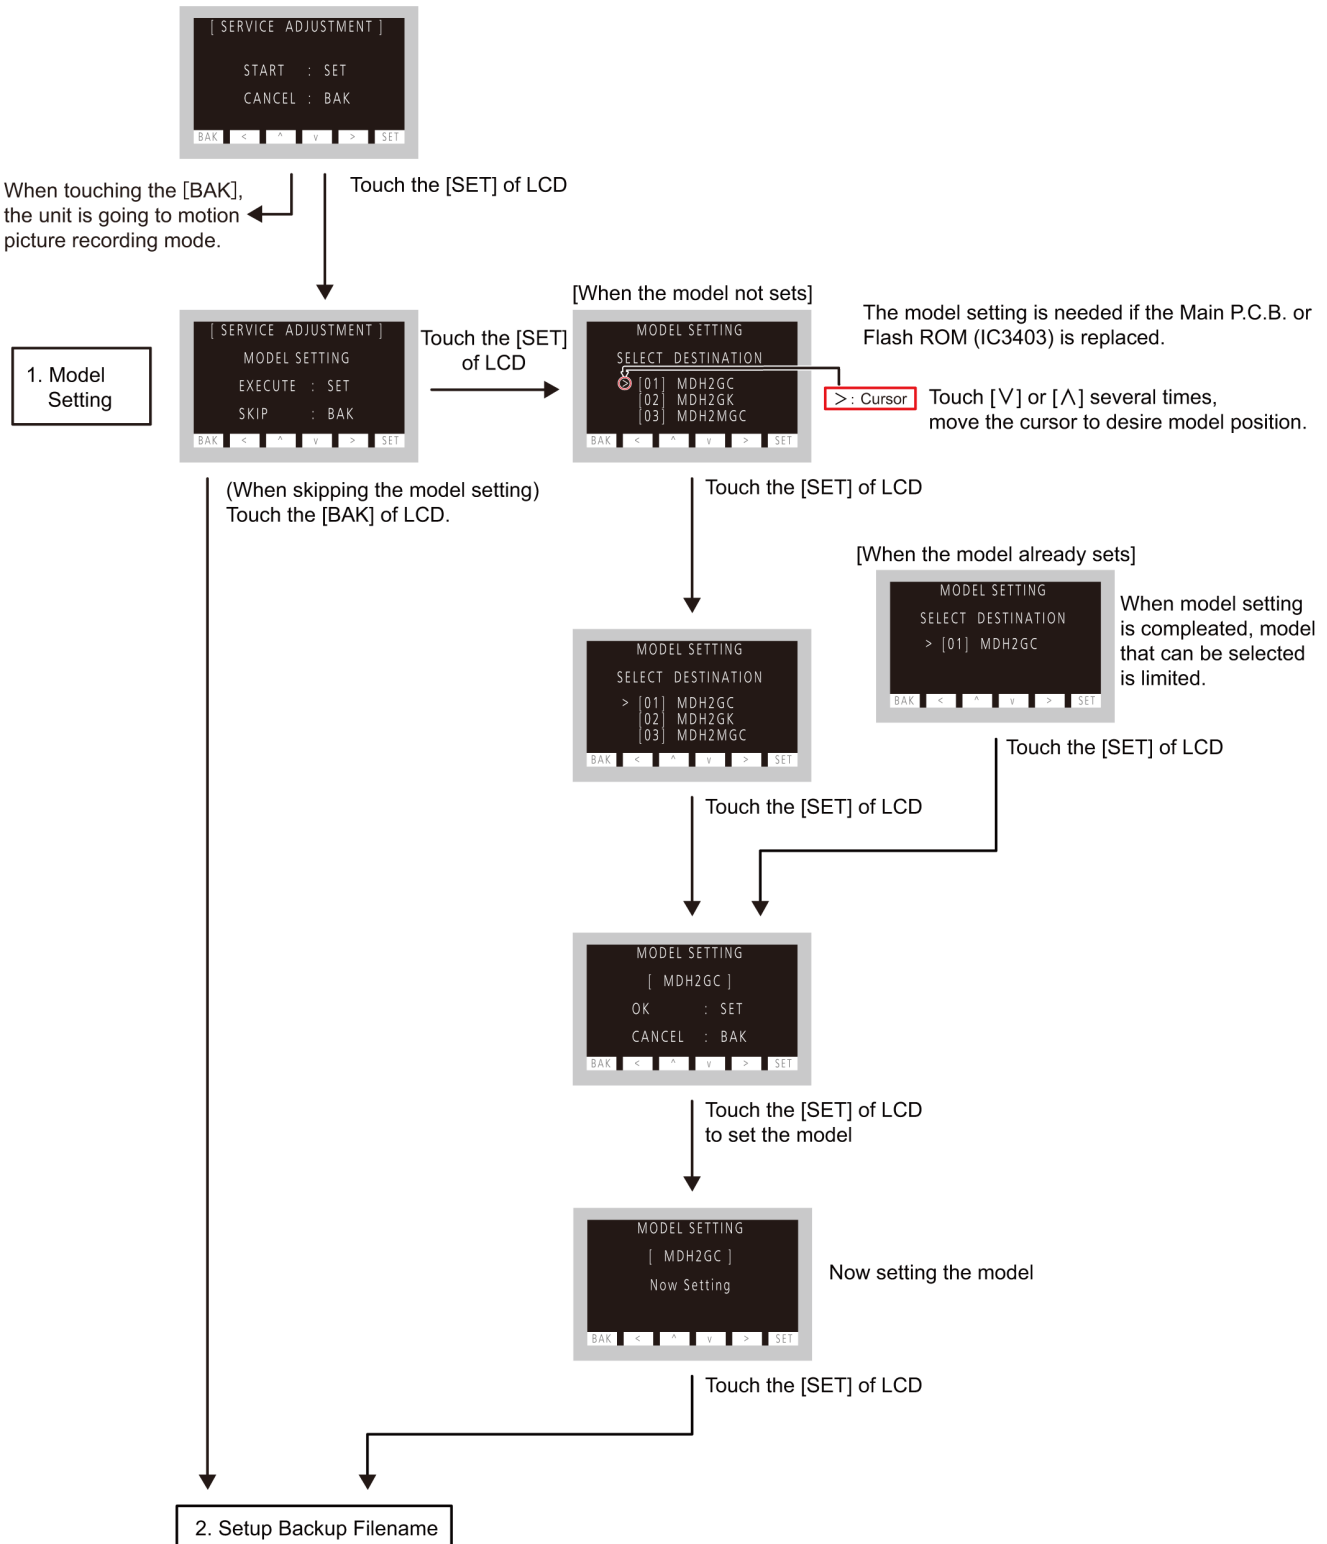 [ SERVICE ADJUSTMENT ]
START : SET
CANCEL : BAK
BAK < ^ v > SET
When touching the [BAK],
the unit is going to motion
picture recording mode.
Touch the [SET] of LCD
1. Model
Setting
[ SERVICE ADJUSTMENT ]
MODEL SETTING
EXECUTE : SET
SKIP : BAK
BAK < ^ v > SET
Touch the [SET]
of LCD
[When the model not sets]
MODEL SETTING
SELECT DESTINATION
> [01] MDH2GC
[02] MDH2GK
[03] MDH2MGC
BAK < ^ v > SET
The model setting is needed if the Main P.C.B. or
Flash ROM (IC3403) is replaced.
>: Cursor
Touch [∨] or [∧] several times,
move the cursor to desire model position.
(When skipping the model setting)
Touch the [BAK] of LCD.
Touch the [SET] of LCD
[When the model already sets]
MODEL SETTING
SELECT DESTINATION
> [01] MDH2GC
BAK < ^ v > SET
When model setting
is compleated, model
that can be selected
is limited.
MODEL SETTING
SELECT DESTINATION
> [01] MDH2GC
[02] MDH2GK
[03] MDH2MGC
BAK < ^ v > SET
Touch the [SET] of LCD
Touch the [SET] of LCD
MODEL SETTING
[ MDH2GC ]
OK : SET
CANCEL : BAK
BAK < ^ v > SET
Touch the [SET] of LCD
to set the model
MODEL SETTING
[ MDH2GC ]
Now Setting
BAK < ^ v > SET
Now setting the model
Touch the [SET] of LCD
2. Setup Backup Filename